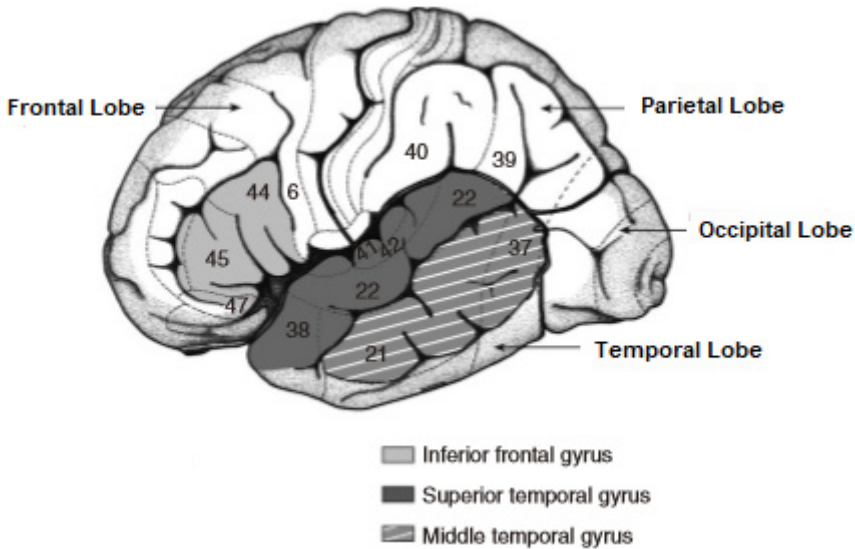 Frontal Lobe
Parietal Lobe
40
39
44
6
22
45
41
42
37
Occipital Lobe
47
22
38
21
Temporal Lobe
Inferior frontal gyrus
Superior temporal gyrus
Middle temporal gyrus